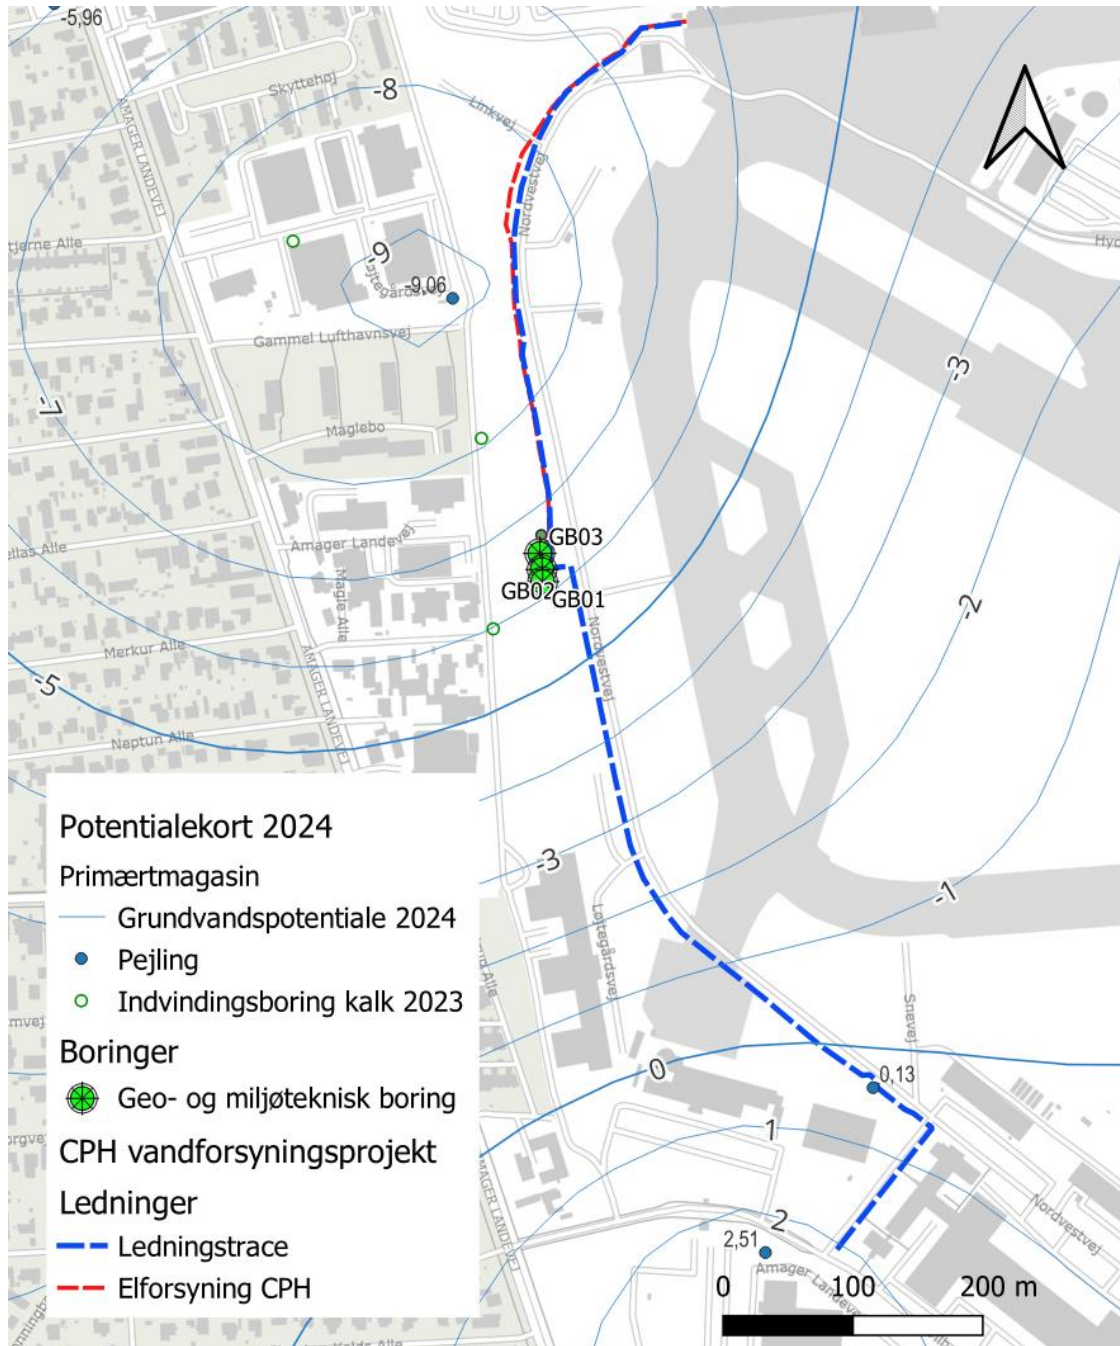 -5,96
Skyttehøj
-8
Linkvej
AMAGER LANDEVEJ
Nordvestvej
-9
-9,06
Gammel Lufthavnsvej
-7
-3
Maglebo
Amager Landevej
GB03
GB02
GB01
Magle Alle
-2
Merkur Alle
AMAGER LANDEVEJ
Nordvestvej
-5
Neptun Alle
-3
-1
Løjtegårdsvej
Snevej
0
0,13
1
AMAGER LANDEVEJ
2
2,51
Nordvestvej
Potentialekort 2024
Primærtmagasin
Grundvandspotentiale 2024
Pejling
Indvindingsboring kalk 2023
Boringer
Geo- og miljøteknisk boring
CPH vandforsyningsprojekt
Ledninger
Ledningstrace
Elforsyning CPH
0 100 200 m